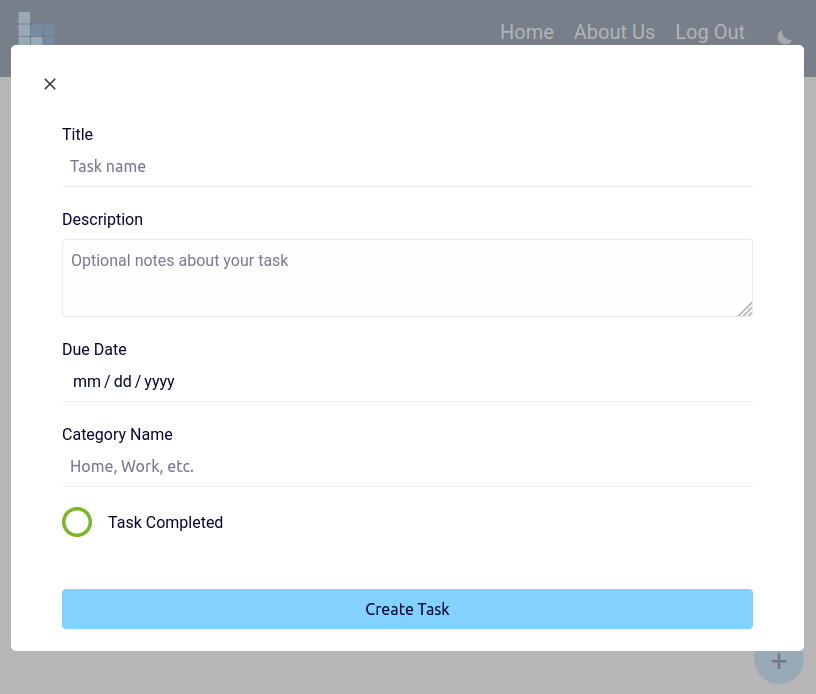 Home About Us Log Out
×
Title
Task name
Description
Optional notes about your task
Due Date
mm / dd / yyyy
Category Name
Home, Work, etc.
Task Completed
Create Task
+